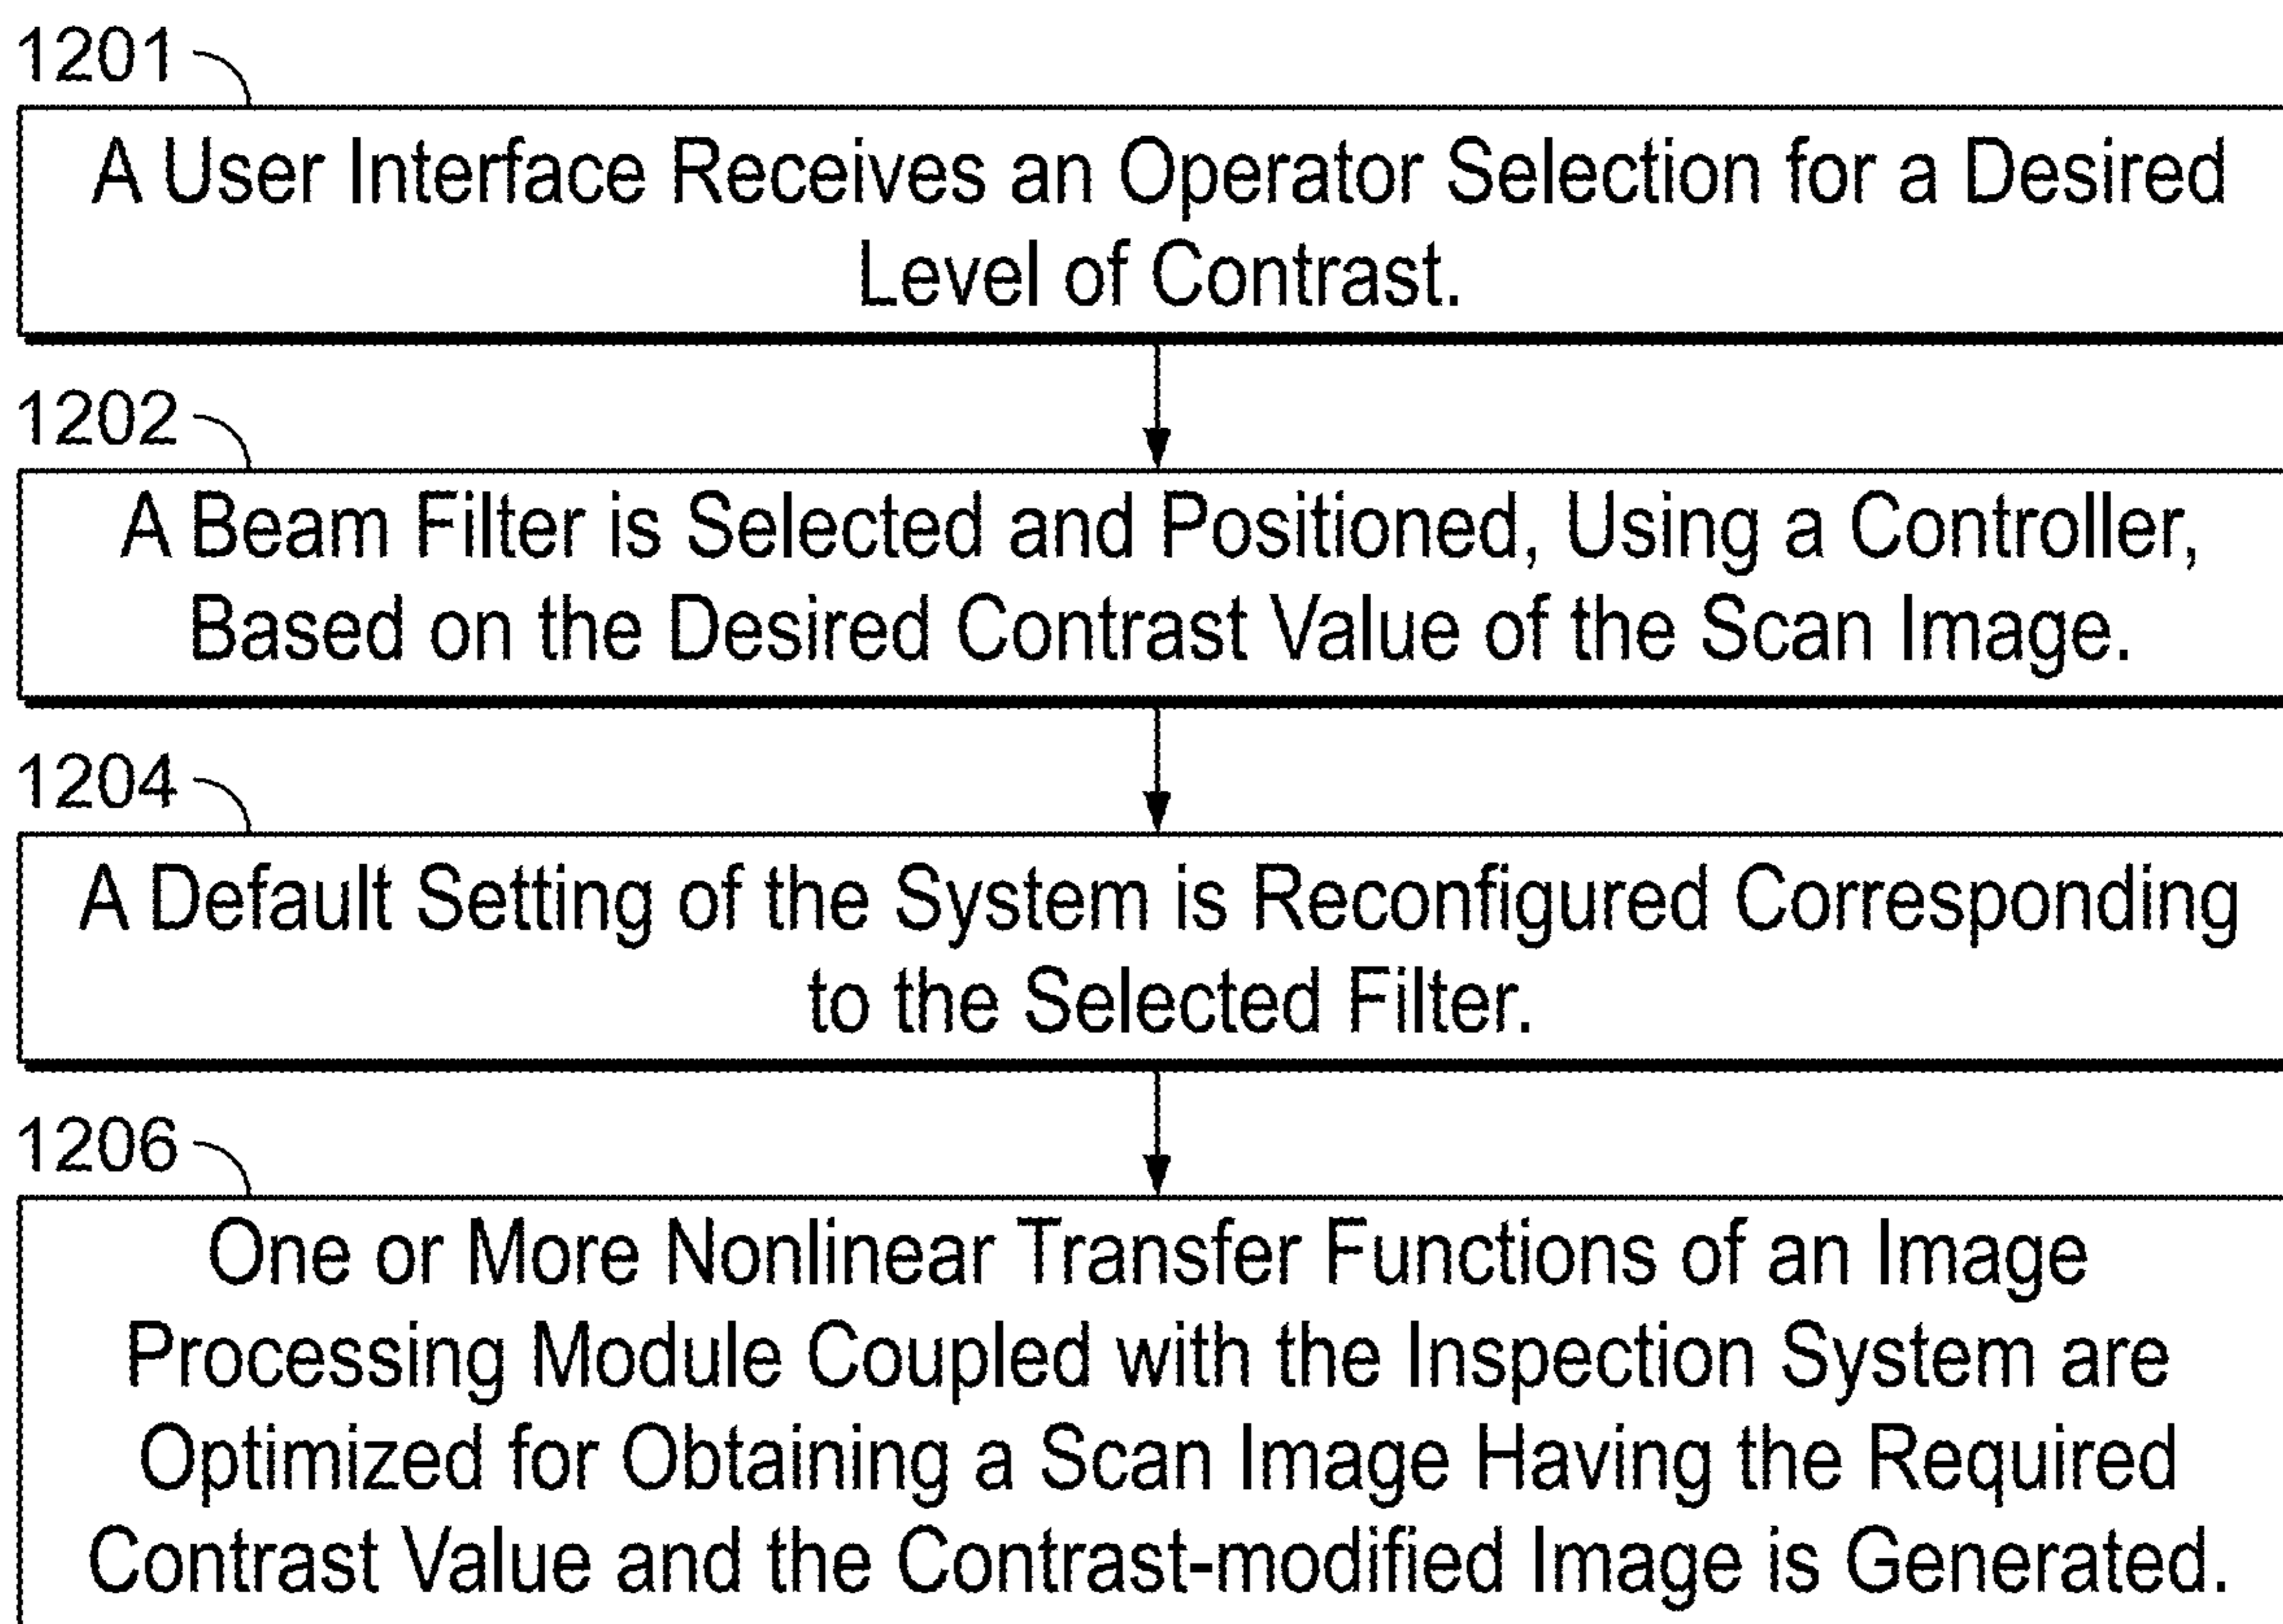 1201
A User Interface Receives an Operator Selection for a Desired
Level of Contrast.
1202
A Beam Filter is Selected and Positioned, Using a Controller,
Based on the Desired Contrast Value of the Scan Image.
1204
A Default Setting of the System is Reconfigured Corresponding
to the Selected Filter.
1206
One or More Nonlinear Transfer Functions of an Image
Processing Module Coupled with the Inspection System are
Optimized for Obtaining a Scan Image Having the Required
Contrast Value and the Contrast-modified Image is Generated.